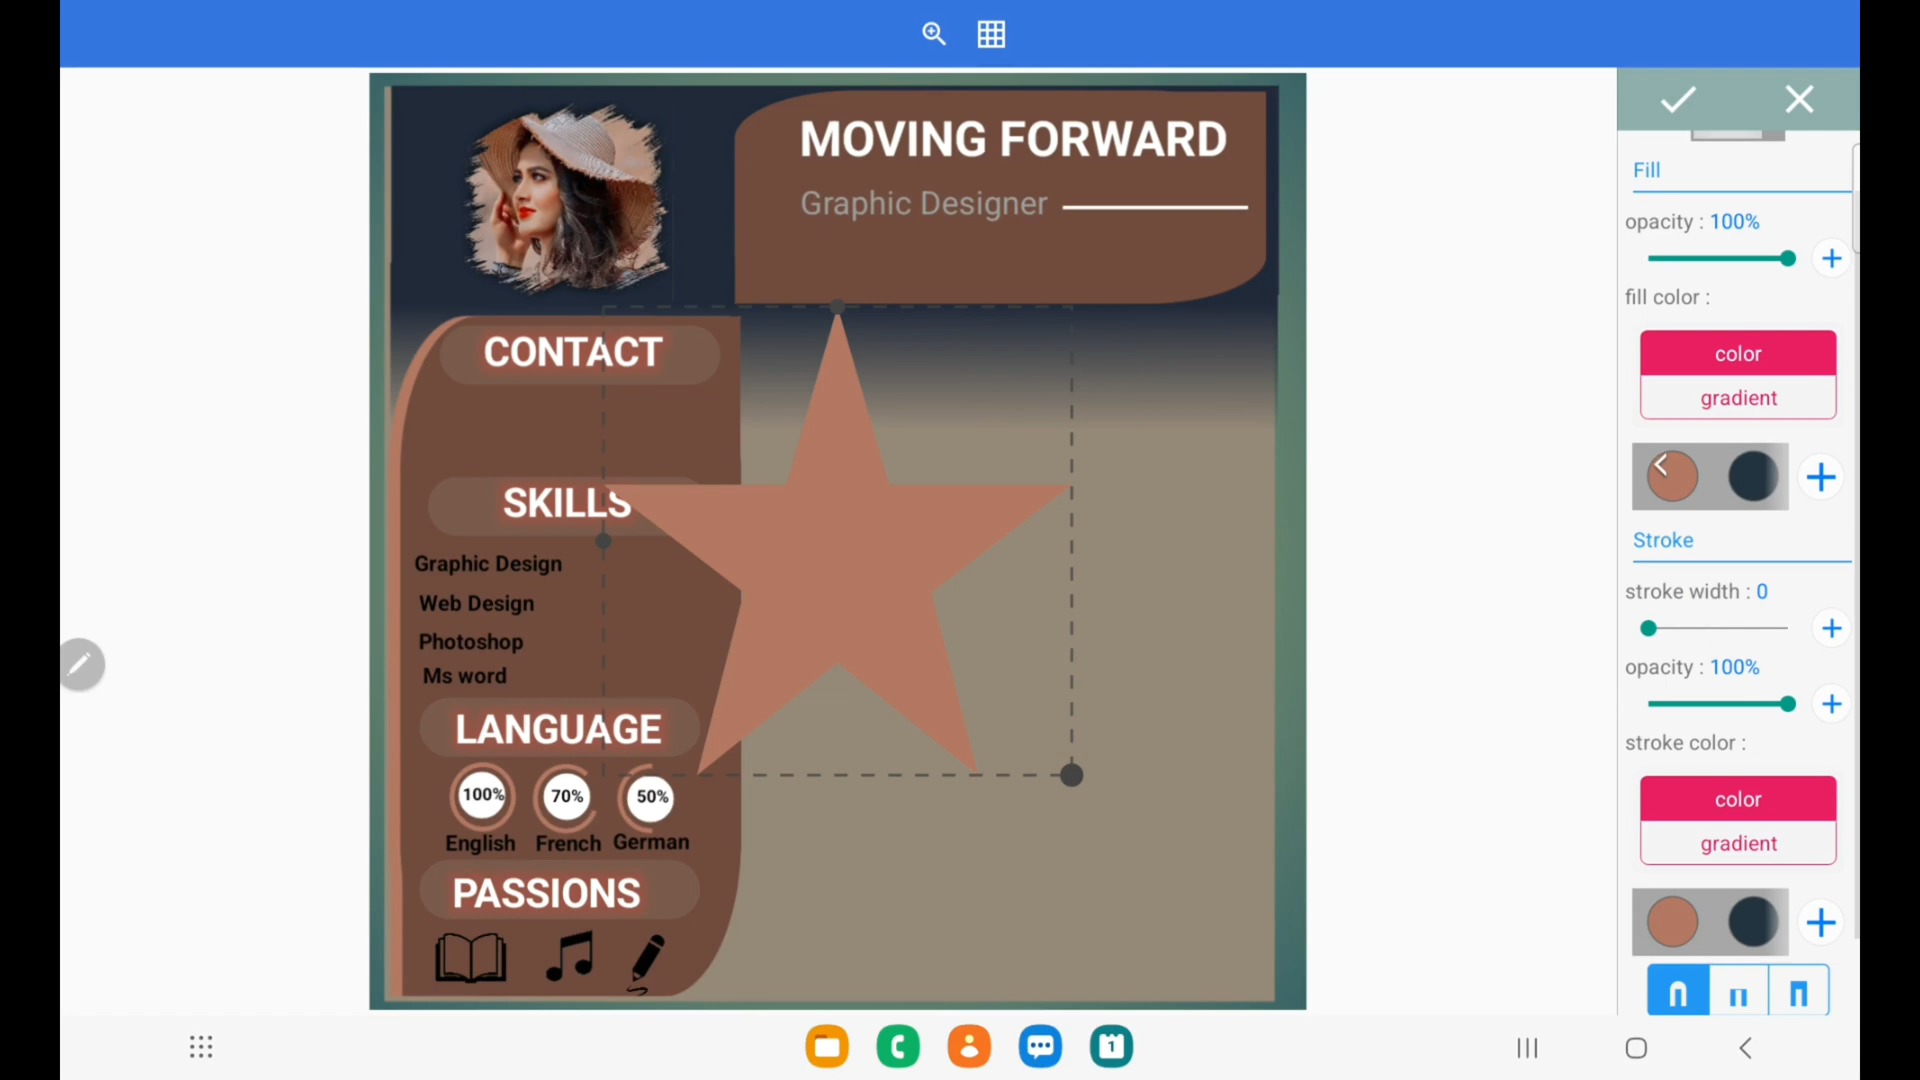 MOVING FORWARD
Graphic Designer
CONTACT
SKILLS
Graphic Design
Web Design
Photoshop
Ms word
LANGUAGE
100% 70% 50%
English French German
PASSIONS
Fill
opacity : 100%
fill color :
color
gradient
Stroke
stroke width : 0
opacity : 100%
stroke color :
color
gradient
1